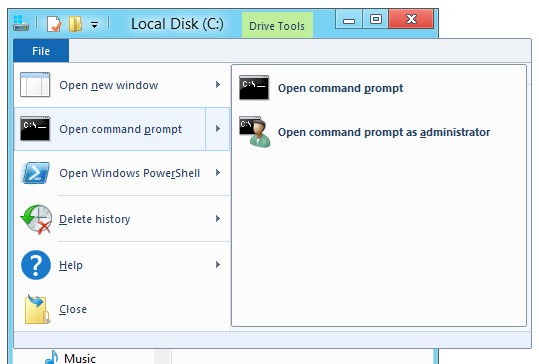 Local Disk (C:)
Drive Tools
File
Open new window
Open command prompt
Open Windows PowerShell
Delete history
Help
Close
Open command prompt
Open command prompt as administrator
Music